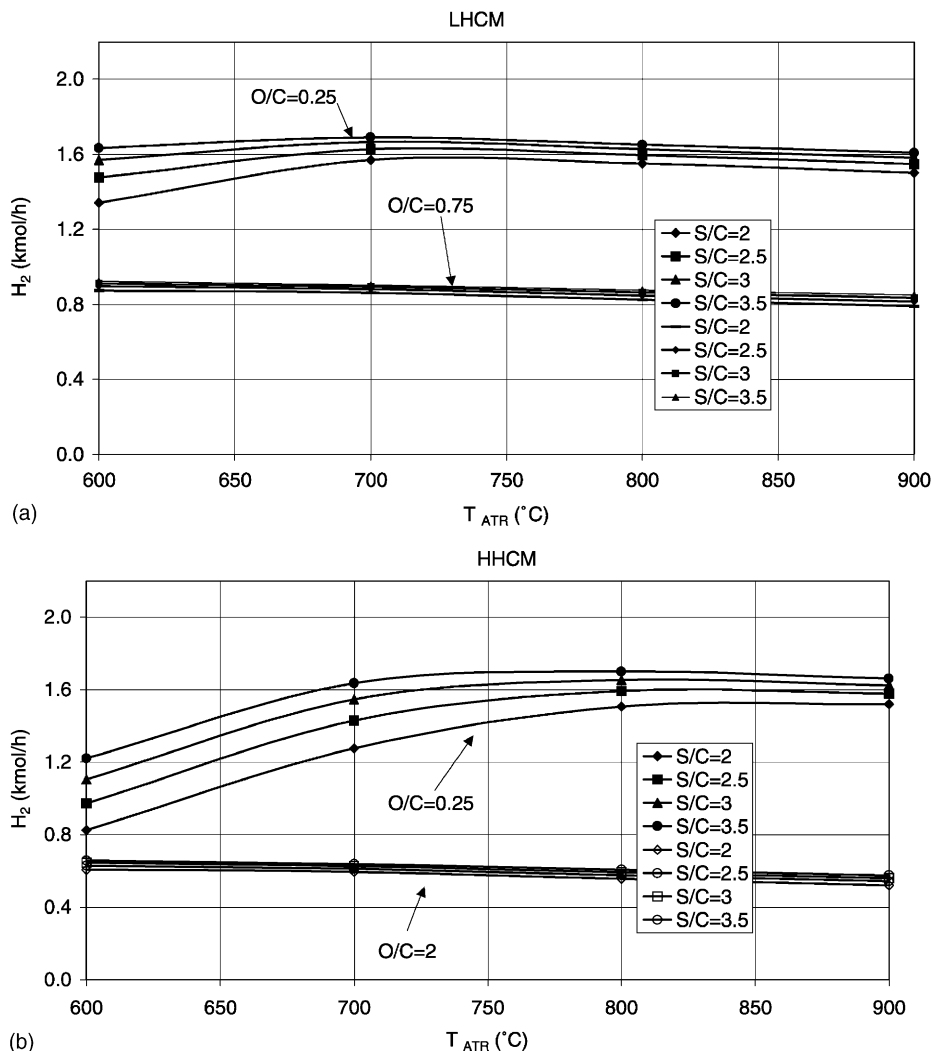 LHCM
2.0
1.6
1.2
0.8
0.4
0.0
H2 (kmol/h)
O/C=0.25
O/C=0.75
S/C=2
S/C=2.5
S/C=3
S/C=3.5
S/C=2
S/C=2.5
S/C=3
S/C=3.5
600 650 700 750 800 850 900
(a)
T ATR (°C)
HHCM
2.0
1.6
1.2
0.8
0.4
0.0
H2 (kmol/h)
O/C=0.25
O/C=2
S/C=2
S/C=2.5
S/C=3
S/C=3.5
S/C=2
S/C=2.5
S/C=3
S/C=3.5
600 650 700 750 800 850 900
(b)
T ATR (°C)